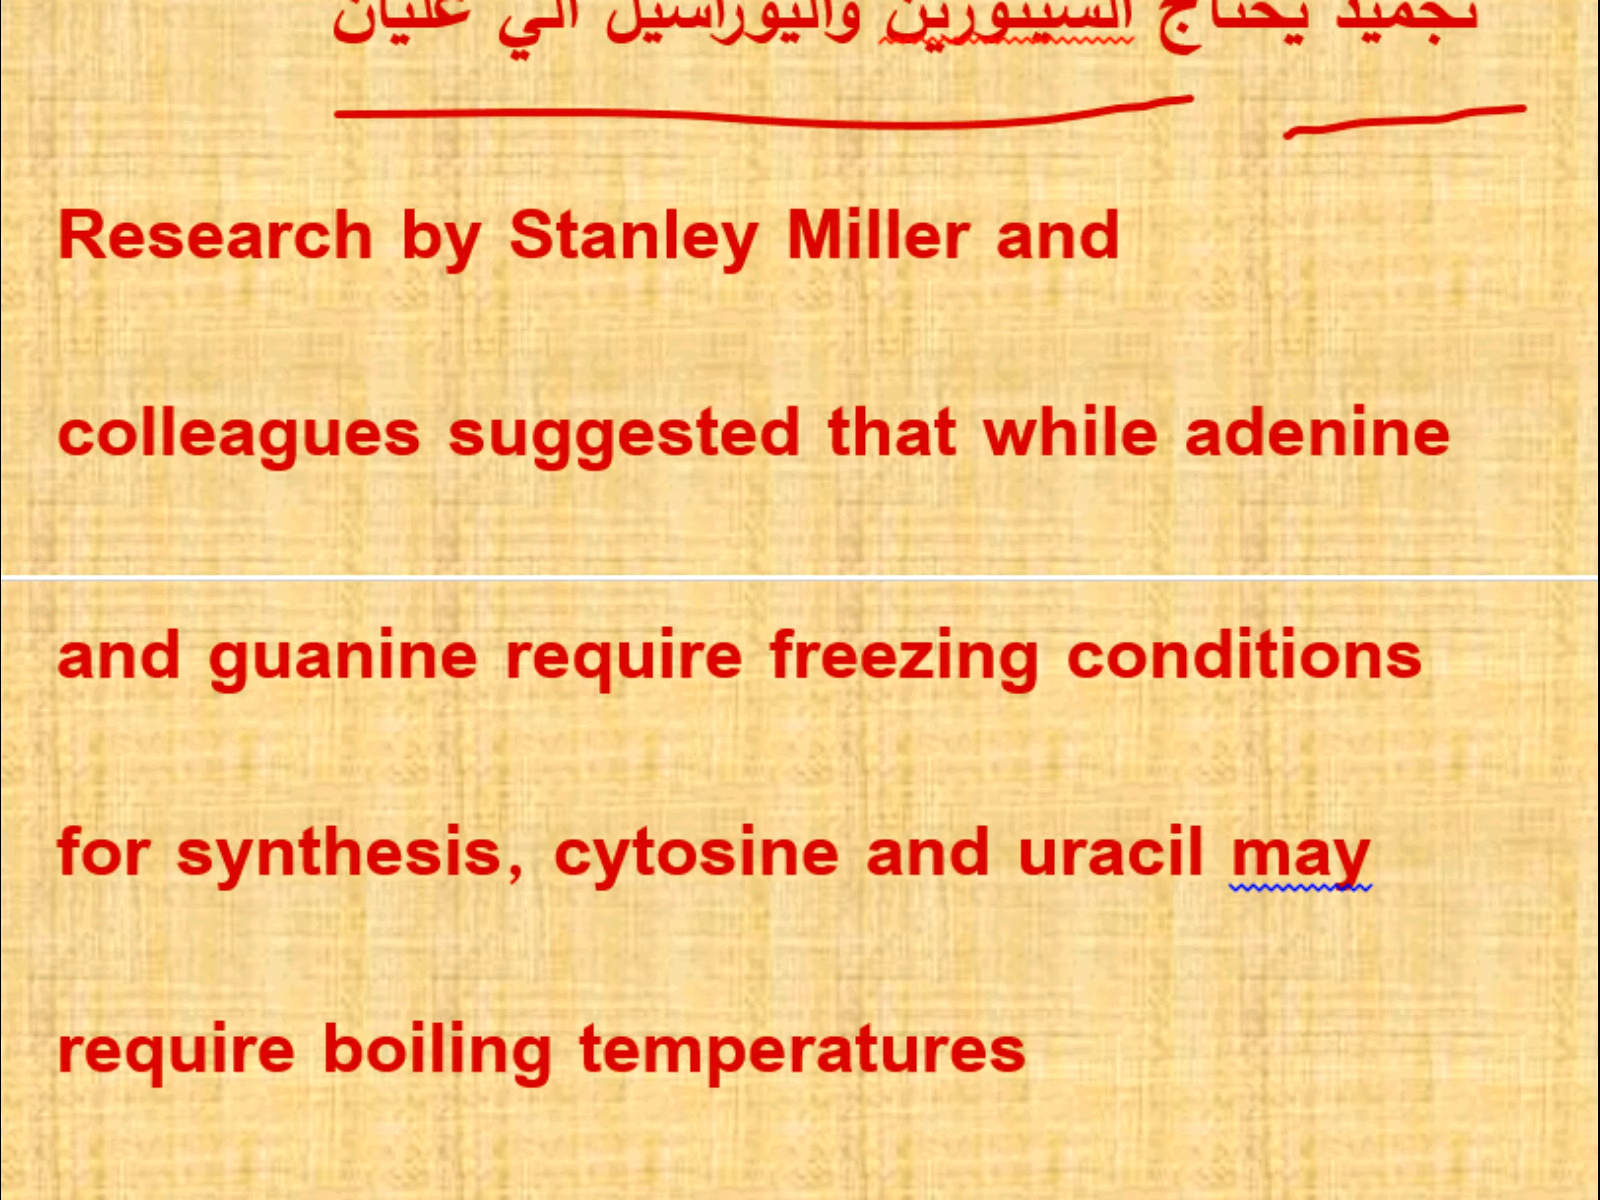 تجميد يحتاج السيبورين واليوراسيل الي غليان
Research by Stanley Miller and
colleagues suggested that while adenine
and guanine require freezing conditions
for synthesis, cytosine and uracil may
require boiling temperatures